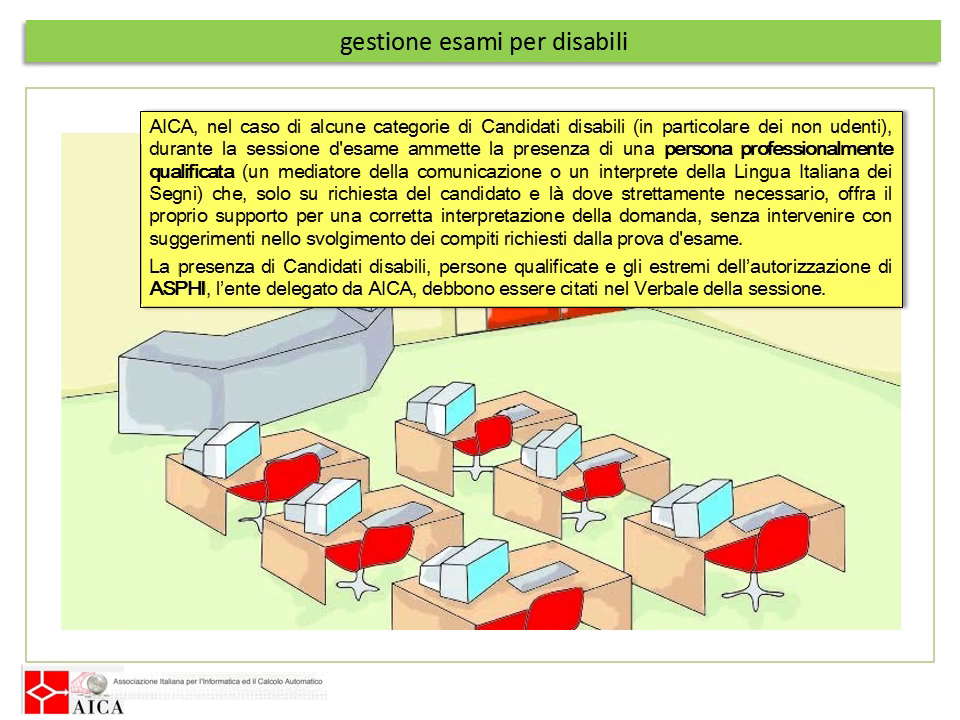 gestione esami per disabili
AICA, nel caso di alcune categorie di Candidati disabili (in particolare dei non udenti),
durante la sessione d'esame ammette la presenza di una persona professionalmente
qualificata (un mediatore della comunicazione o un interprete della Lingua Italiana dei
Segni) che, solo su richiesta del candidato e là dove strettamente necessario, offra il
proprio supporto per una corretta interpretazione della domanda, senza intervenire con
suggerimenti nello svolgimento dei compiti richiesti dalla prova d'esame.
La presenza di Candidati disabili, persone qualificate e gli estremi dell’autorizzazione di
ASPHI, l’ente delegato da AICA, debbono essere citati nel Verbale della sessione.
Associazione Italiana per l'Informatica ed il Calcolo Automatico
AICA